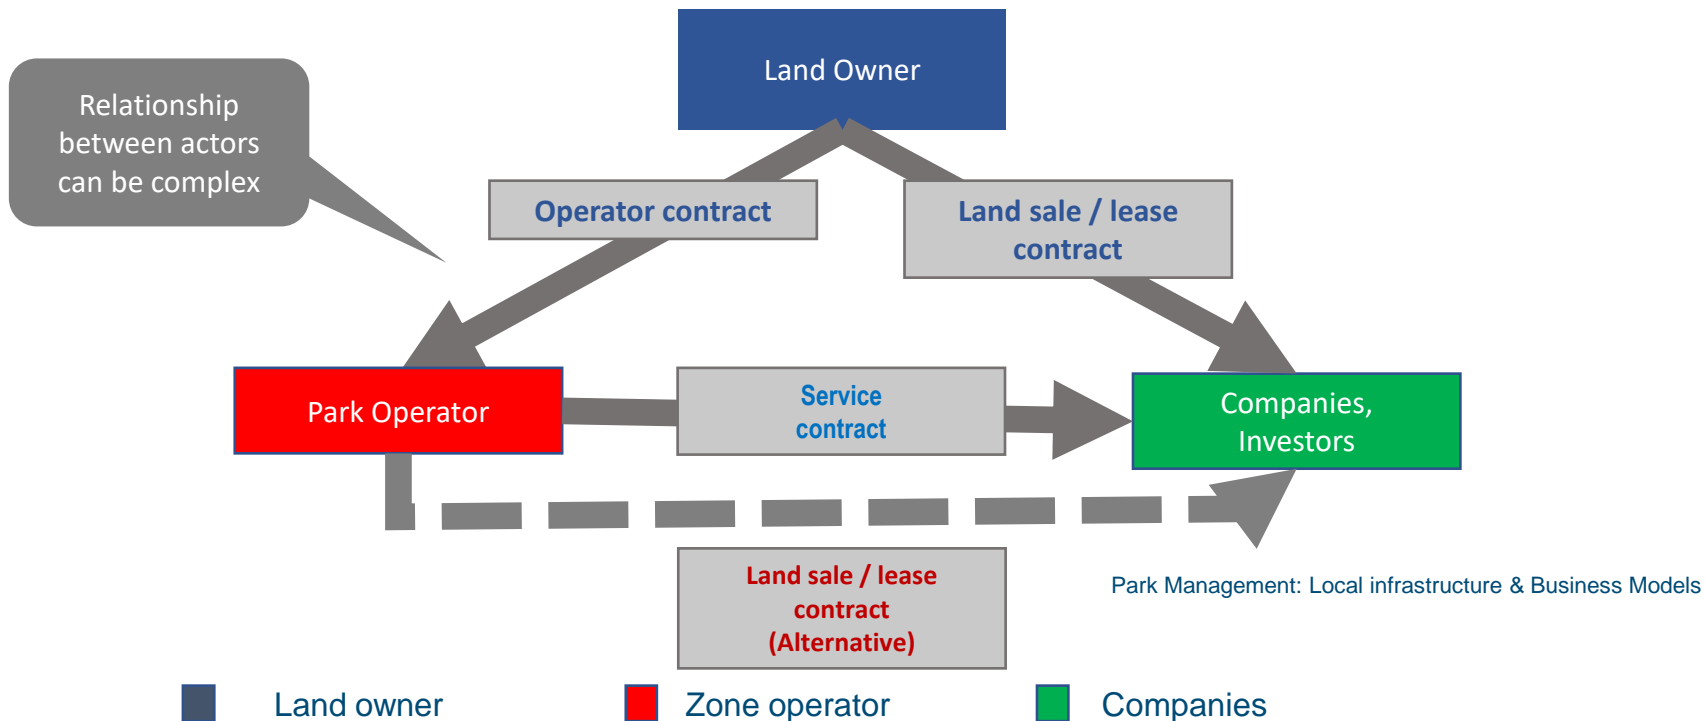 Land Owner
Relationship
between actors
can be complex
Operator contract
Land sale / lease
contract
Park Operator
Service
contract
Companies,
Investors
Land sale / lease
contract
(Alternative)
Park Management: Local infrastructure & Business Models
Land owner
Zone operator
Companies